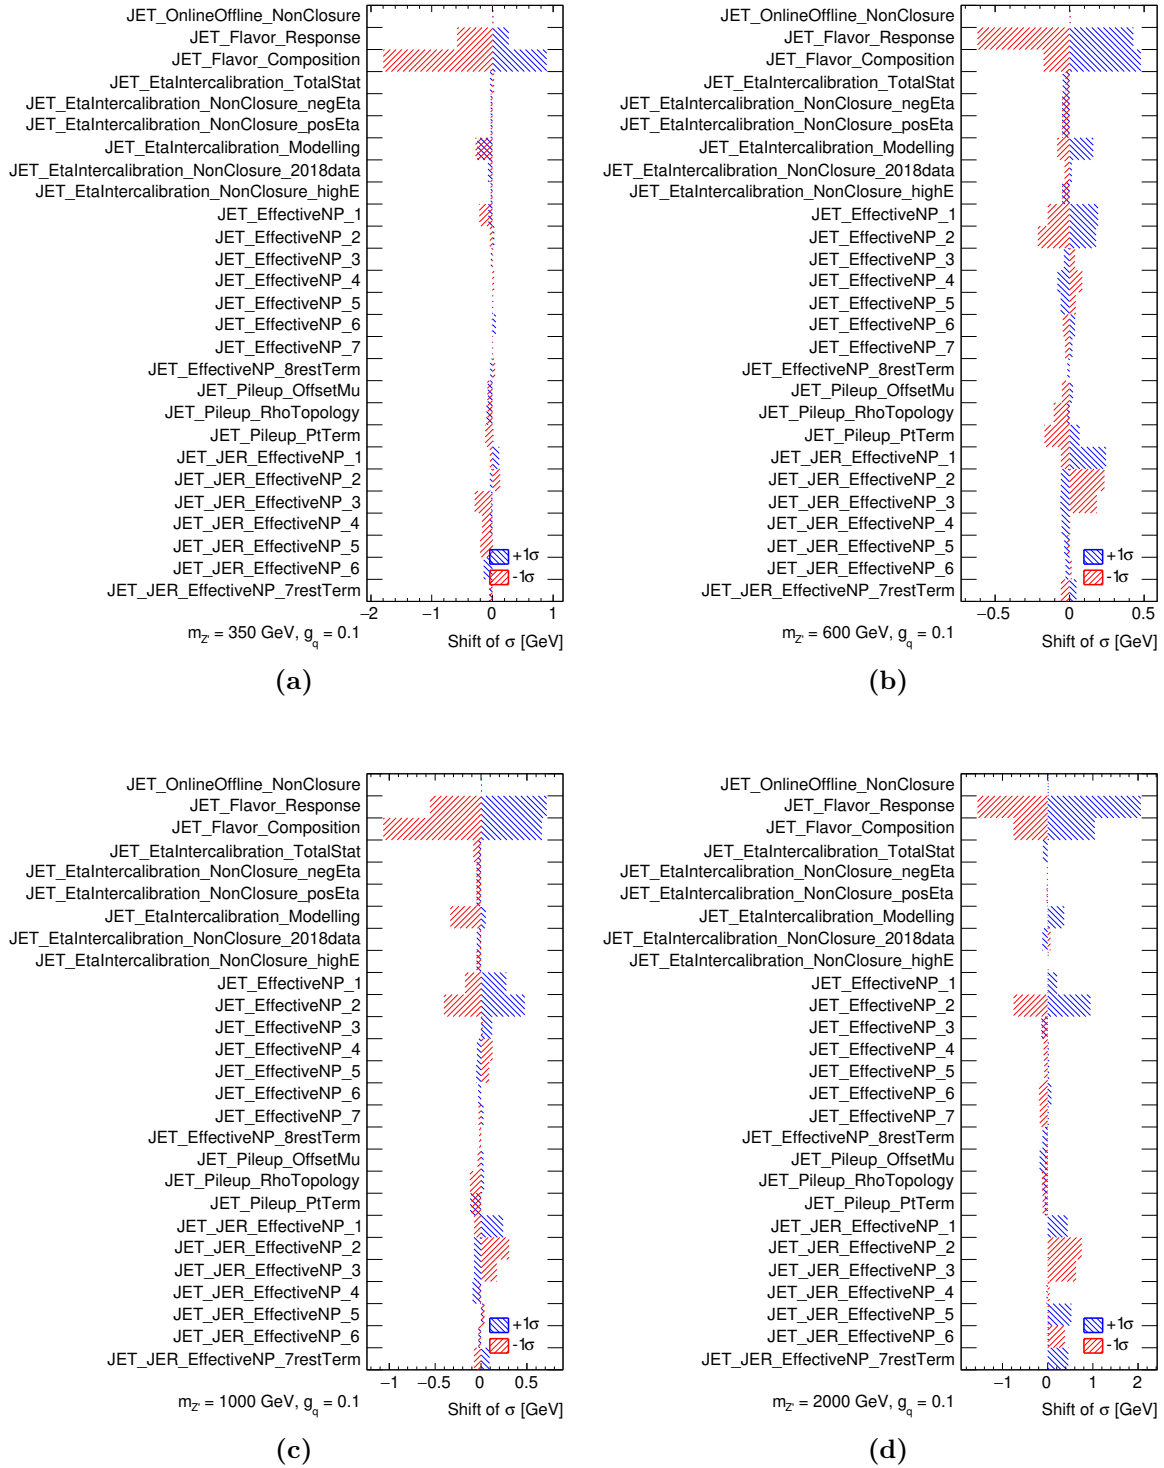 JET_OnlineOffline_NonClosure
JET_Flavor_Response
JET_Flavor_Composition
JET_EtaIntercalibration_TotalStat
JET_EtaIntercalibration_NonClosure_negEta
JET_EtaIntercalibration_NonClosure_posEta
JET_EtaIntercalibration_Modelling
JET_EtaIntercalibration_NonClosure_2018data
JET_EtaIntercalibration_NonClosure_highE
JET_EffectiveNP_1
JET_EffectiveNP_2
JET_EffectiveNP_3
JET_EffectiveNP_4
JET_EffectiveNP_5
JET_EffectiveNP_6
JET_EffectiveNP_7
JET_EffectiveNP_8restTerm
JET_Pileup_OffsetMu
JET_Pileup_RhoTopology
JET_Pileup_PtTerm
JET_JER_EffectiveNP_1
JET_JER_EffectiveNP_2
JET_JER_EffectiveNP_3
JET_JER_EffectiveNP_4
JET_JER_EffectiveNP_5
JET_JER_EffectiveNP_6
JET_JER_EffectiveNP_7restTerm
+1σ
-1σ
−2 −1 0 1
m_Z' = 350 GeV, g_q = 0.1
Shift of σ [GeV]
(a)
JET_OnlineOffline_NonClosure
JET_Flavor_Response
JET_Flavor_Composition
JET_EtaIntercalibration_TotalStat
JET_EtaIntercalibration_NonClosure_negEta
JET_EtaIntercalibration_NonClosure_posEta
JET_EtaIntercalibration_Modelling
JET_EtaIntercalibration_NonClosure_2018data
JET_EtaIntercalibration_NonClosure_highE
JET_EffectiveNP_1
JET_EffectiveNP_2
JET_EffectiveNP_3
JET_EffectiveNP_4
JET_EffectiveNP_5
JET_EffectiveNP_6
JET_EffectiveNP_7
JET_EffectiveNP_8restTerm
JET_Pileup_OffsetMu
JET_Pileup_RhoTopology
JET_Pileup_PtTerm
JET_JER_EffectiveNP_1
JET_JER_EffectiveNP_2
JET_JER_EffectiveNP_3
JET_JER_EffectiveNP_4
JET_JER_EffectiveNP_5
JET_JER_EffectiveNP_6
JET_JER_EffectiveNP_7restTerm
+1σ
-1σ
−0.5 0 0.5
m_Z' = 600 GeV, g_q = 0.1
Shift of σ [GeV]
(b)
JET_OnlineOffline_NonClosure
JET_Flavor_Response
JET_Flavor_Composition
JET_EtaIntercalibration_TotalStat
JET_EtaIntercalibration_NonClosure_negEta
JET_EtaIntercalibration_NonClosure_posEta
JET_EtaIntercalibration_Modelling
JET_EtaIntercalibration_NonClosure_2018data
JET_EtaIntercalibration_NonClosure_highE
JET_EffectiveNP_1
JET_EffectiveNP_2
JET_EffectiveNP_3
JET_EffectiveNP_4
JET_EffectiveNP_5
JET_EffectiveNP_6
JET_EffectiveNP_7
JET_EffectiveNP_8restTerm
JET_Pileup_OffsetMu
JET_Pileup_RhoTopology
JET_Pileup_PtTerm
JET_JER_EffectiveNP_1
JET_JER_EffectiveNP_2
JET_JER_EffectiveNP_3
JET_JER_EffectiveNP_4
JET_JER_EffectiveNP_5
JET_JER_EffectiveNP_6
JET_JER_EffectiveNP_7restTerm
+1σ
-1σ
−1 −0.5 0 0.5
m_Z' = 1000 GeV, g_q = 0.1
Shift of σ [GeV]
(c)
JET_OnlineOffline_NonClosure
JET_Flavor_Response
JET_Flavor_Composition
JET_EtaIntercalibration_TotalStat
JET_EtaIntercalibration_NonClosure_negEta
JET_EtaIntercalibration_NonClosure_posEta
JET_EtaIntercalibration_Modelling
JET_EtaIntercalibration_NonClosure_2018data
JET_EtaIntercalibration_NonClosure_highE
JET_EffectiveNP_1
JET_EffectiveNP_2
JET_EffectiveNP_3
JET_EffectiveNP_4
JET_EffectiveNP_5
JET_EffectiveNP_6
JET_EffectiveNP_7
JET_EffectiveNP_8restTerm
JET_Pileup_OffsetMu
JET_Pileup_RhoTopology
JET_Pileup_PtTerm
JET_JER_EffectiveNP_1
JET_JER_EffectiveNP_2
JET_JER_EffectiveNP_3
JET_JER_EffectiveNP_4
JET_JER_EffectiveNP_5
JET_JER_EffectiveNP_6
JET_JER_EffectiveNP_7restTerm
+1σ
-1σ
−1 0 1 2
m_Z' = 2000 GeV, g_q = 0.1
Shift of σ [GeV]
(d)